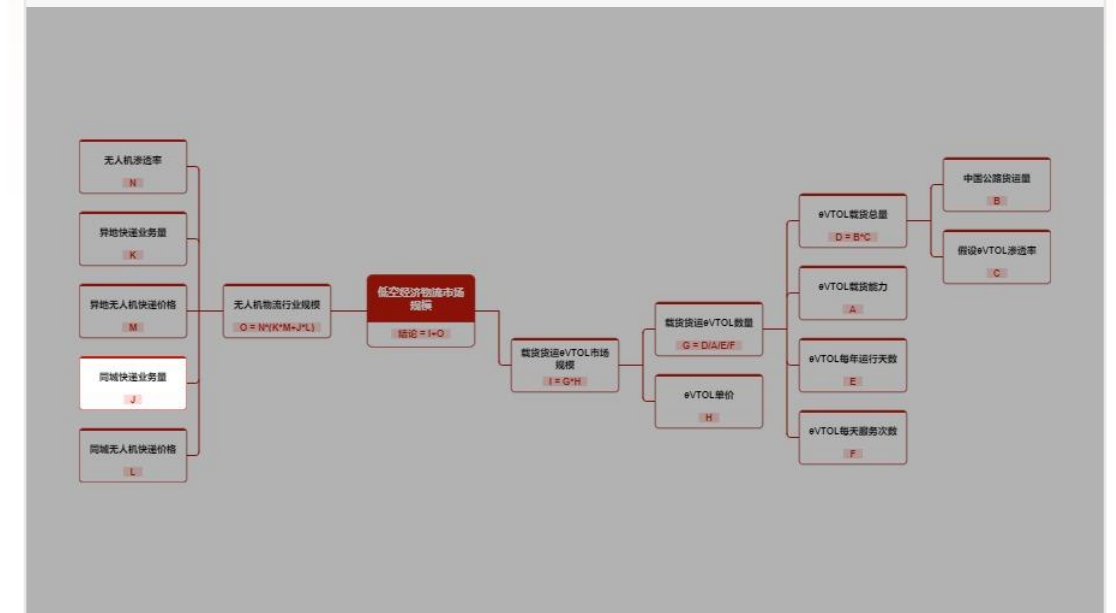 无人机渗透率
N
异地快递业务量
K
异地无人机快递价格
M
同城快递业务量
J
同城无人机快递价格
L
无人机物流行业规模
O = N*(K*M+J*L)
低空经济物流市场
规模
结论 = I+O
载货货运eVTOL市场
规模
I = G*H
载货货运eVTOL数量
G = D/A/E/F
eVTOL单价
H
eVTOL载货总量
D = B*C
eVTOL载货能力
A
eVTOL每年运行天数
E
eVTOL每天服务次数
F
中国公路货运量
B
假设eVTOL渗透率
C